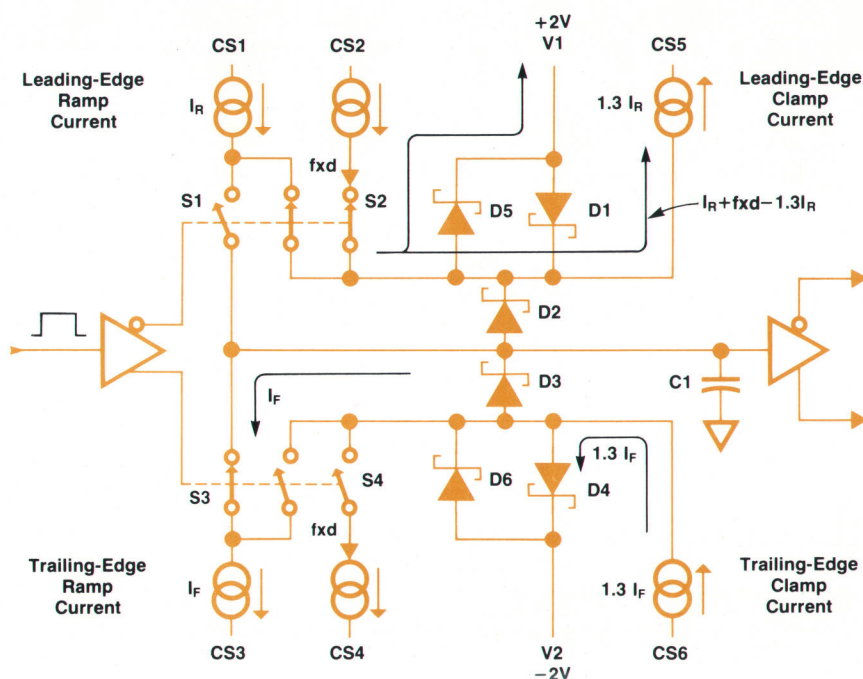 +2V
CS1
CS2
V1
CS5
Leading-Edge
Ramp
Current
I_R
1.3 I_R
Leading-Edge
Clamp
Current
fxd
S1
S2
D5
D1
I_R+fxd−1.3I_R
D2
D3
C1
I_F
1.3 I_F
S3
S4
D6
D4
fxd
Trailing-Edge
Ramp
Current
I_F
1.3 I_F
Trailing-Edge
Clamp
Current
CS3
CS4
V2
−2V
CS6